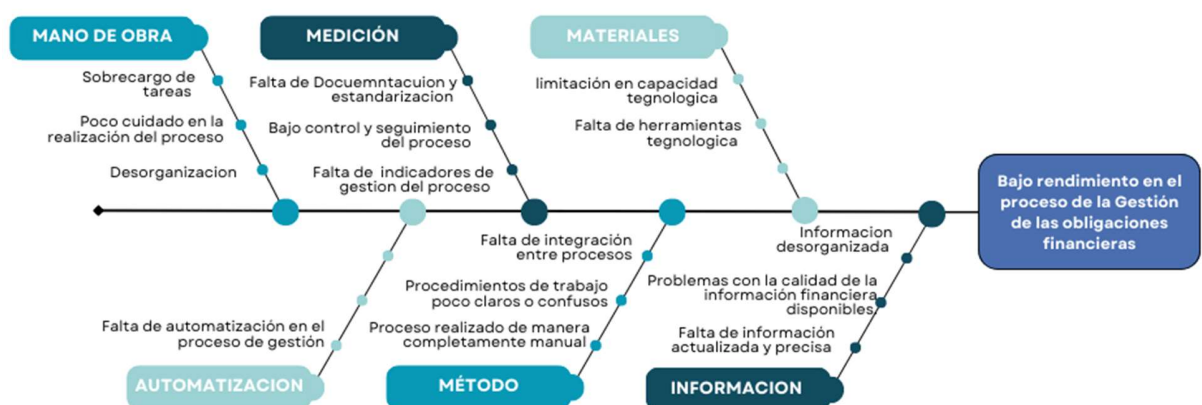 MANO DE OBRA
Sobrecargo de
tareas
Poco cuidado en la
realización del proceso
Desorganizacion
MEDICIÓN
Falta de Docuemntacuion y
estandarizacion
Bajo control y seguimiento
del proceso
Falta de indicadores de
gestion del proceso
MATERIALES
limitación en capacidad
tegnologica
Falta de herramientas
tegnologica
Bajo rendimiento en el
proceso de la Gestión
de las obligaciones
financieras
Falta de automatización en el
proceso de gestión
AUTOMATIZACION
Falta de integración
entre procesos
Procedimientos de trabajo
poco claros o confusos
Proceso realizado de manera
completamente manual
MÉTODO
Informacion
desorganizada
Problemas con la calidad de la
información financiera
disponibles,
Falta de información
actualizada y precisa
INFORMACION